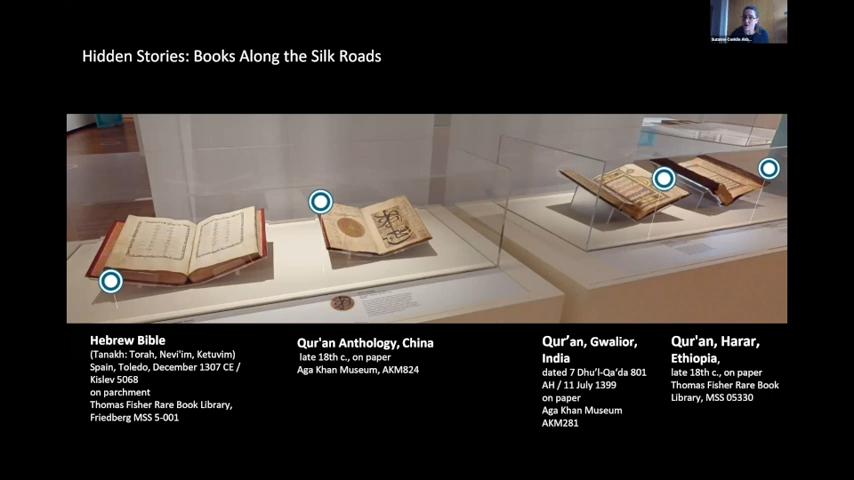 Hidden Stories: Books Along the Silk Roads
Hebrew Bible
(Tanakh: Torah, Nevi'im, Ketuvim)
Spain, Toledo, December 1307 CE /
Kislev 5068
on parchment
Thomas Fisher Rare Book Library,
Friedberg MSS 5-001
Qur'an Anthology, China
late 18th c., on paper
Aga Khan Museum, AKM824
Qur’an, Gwalior,
India
dated 7 Dhu’l-Qa’da 801
AH / 11 July 1399
on paper
Aga Khan Museum
AKM281
Qur'an, Harar,
Ethiopia,
late 18th c., on paper
Thomas Fisher Rare Book
Library, MSS 05330